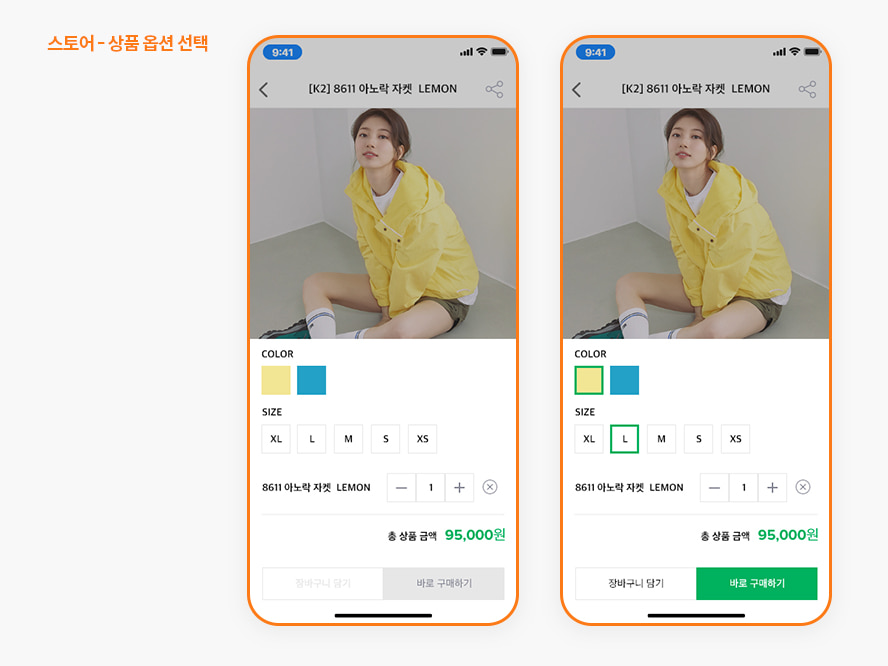 스토어 - 상품 옵션 선택
9:41
[K2] 8611 아노락 자켓 LEMON
COLOR
SIZE
XL L M S XS
8611 아노락 자켓 LEMON 1
총 상품 금액 95,000원
장바구니 담기 바로 구매하기
9:41
[K2] 8611 아노락 자켓 LEMON
COLOR
SIZE
XL L M S XS
8611 아노락 자켓 LEMON 1
총 상품 금액 95,000원
장바구니 담기 바로 구매하기